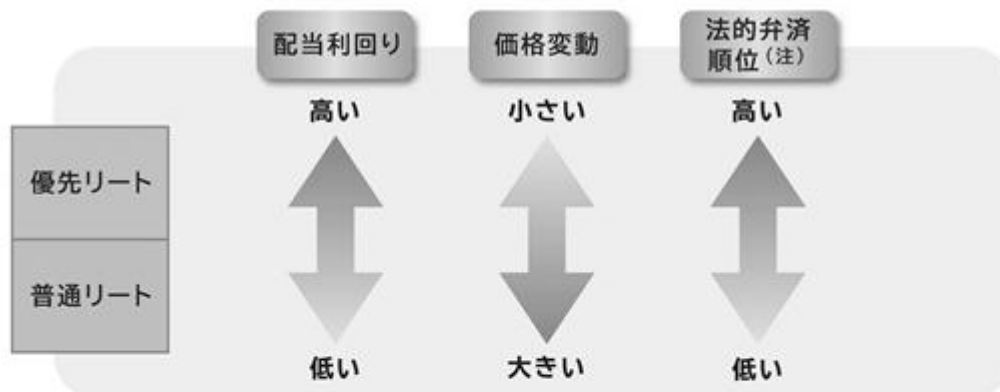 配当利回り
価格変動
法的弁済
順位（注）
高い
小さい
高い
優先リート
普通リート
低い
大きい
低い